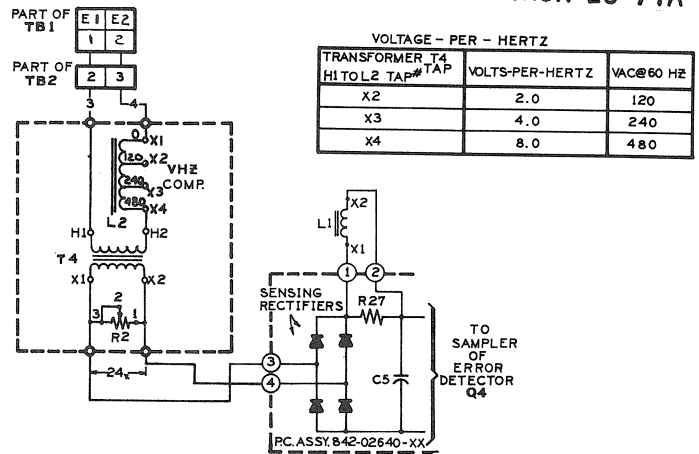 PART OF TB1
E1 E2
1 2
PART OF TB2
2 3
3 4
VOLTAGE - PER - HERTZ
TRANSFORMER T4
H1 TO L2 TAP# TAP
VOLTS-PER-HERTZ
VAC@60 HZ
X2 2.0 120
X3 4.0 240
X4 8.0 480
0 X1
120 X2
VHZ
COMP.
240 X3
480 X4
L2
H1 H2
T4
X1 X2
3 2 1
R2
24
L1
X2
X1
1 2
SENSING
RECTIFIERS
R27
3
4
C5
TO
SAMPLER
OF
ERROR
DETECTOR
Q4
P.C. ASSY. 842-02640-XX